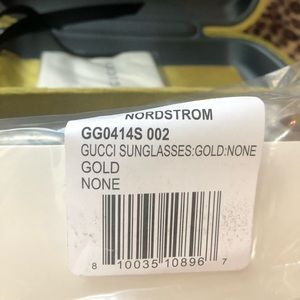 NORDSTROM
GG0414S 002
GUCCI SUNGLASSES:GOLD:NONE
GOLD
NONE
8 10035 10896 7